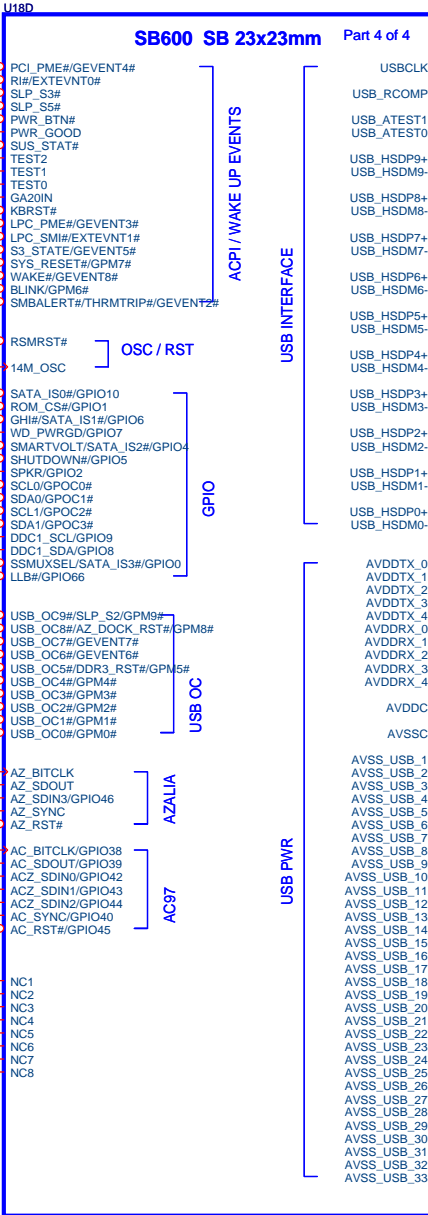 U18D
SB600 SB 23x23mm
Part 4 of 4
PCI_PME#/GEVENT4#
RI#/EXTEVNT0#
SLP_S3#
SLP_S5#
PWR_BTN#
PWR_GOOD
SUS_STAT#
TEST2
TEST1
TEST0
GA20IN
KBRST#
LPC_PME#/GEVENT3#
LPC_SMI#/EXTEVNT1#
S3_STATE/GEVENT5#
SYS_RESET#/GPM7#
WAKE#/GEVENT8#
BLINK/GPM6#
SMBALERT#/THRMTRIP#/GEVENT2#
ACPI / WAKE UP EVENTS
RSMRST#
14M_OSC
OSC / RST
SATA_IS0#/GPIO10
ROM_CS#/GPIO1
GHI#/SATA_IS1#/GPIO6
WD_PWRGD/GPIO7
SMARTVOLT/SATA_IS2#/GPIO4
SHUTDOWN#/GPIO5
SPKR/GPIO2
SCL0/GPOC0#
SDA0/GPOC1#
SCL1/GPOC2#
SDA1/GPOC3#
DDC1_SCL/GPIO9
DDC1_SDA/GPIO8
SSMUXSEL/SATA_IS3#/GPIO0
LLB#/GPIO66
GPIO
USB_OC9#/SLP_S2/GPM9#
USB_OC8#/AZ_DOCK_RST#/GPM8#
USB_OC7#/GEVENT7#
USB_OC6#/GEVENT6#
USB_OC5#/DDR3_RST#/GPM5#
USB_OC4#/GPM4#
USB_OC3#/GPM3#
USB_OC2#/GPM2#
USB_OC1#/GPM1#
USB_OC0#/GPM0#
USB OC
AZ_BITCLK
AZ_SDOUT
AZ_SDIN3/GPIO46
AZ_SYNC
AZ_RST#
AZALIA
AC_BITCLK/GPIO38
AC_SDOUT/GPIO39
ACZ_SDIN0/GPIO42
ACZ_SDIN1/GPIO43
ACZ_SDIN2/GPIO44
AC_SYNC/GPIO40
AC_RST#/GPIO45
AC97
NC1
NC2
NC3
NC4
NC5
NC6
NC7
NC8
USB INTERFACE
USBCLK
USB_RCOMP
USB_ATEST1
USB_ATEST0
USB_HSDP9+
USB_HSDM9-
USB_HSDP8+
USB_HSDM8-
USB_HSDP7+
USB_HSDM7-
USB_HSDP6+
USB_HSDM6-
USB_HSDP5+
USB_HSDM5-
USB_HSDP4+
USB_HSDM4-
USB_HSDP3+
USB_HSDM3-
USB_HSDP2+
USB_HSDM2-
USB_HSDP1+
USB_HSDM1-
USB_HSDP0+
USB_HSDM0-
USB PWR
AVDDTX_0
AVDDTX_1
AVDDTX_2
AVDDTX_3
AVDDTX_4
AVDDRX_0
AVDDRX_1
AVDDRX_2
AVDDRX_3
AVDDRX_4
AVDDC
AVSSC
AVSS_USB_1
AVSS_USB_2
AVSS_USB_3
AVSS_USB_4
AVSS_USB_5
AVSS_USB_6
AVSS_USB_7
AVSS_USB_8
AVSS_USB_9
AVSS_USB_10
AVSS_USB_11
AVSS_USB_12
AVSS_USB_13
AVSS_USB_14
AVSS_USB_15
AVSS_USB_16
AVSS_USB_17
AVSS_USB_18
AVSS_USB_19
AVSS_USB_20
AVSS_USB_21
AVSS_USB_22
AVSS_USB_23
AVSS_USB_24
AVSS_USB_25
AVSS_USB_26
AVSS_USB_27
AVSS_USB_28
AVSS_USB_29
AVSS_USB_30
AVSS_USB_31
AVSS_USB_32
AVSS_USB_33